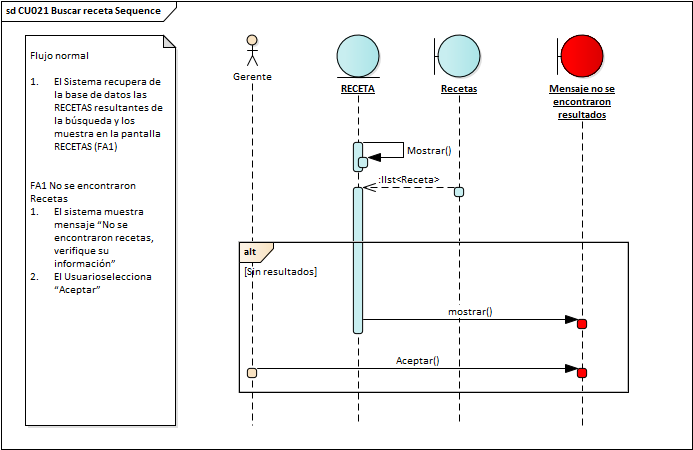 sd CU021 Buscar receta Sequence
Flujo normal
1. El Sistema recupera de
la base de datos las
RECETAS resultantes de
la búsqueda y los
muestra en la pantalla
RECETAS (FA1)
FA1 No se encontraron
Recetas
1. El sistema muestra
mensaje “No se
encontraron recetas,
verifique su
información”
2. El Usuarioselecciona
“Aceptar”
Gerente
RECETA
Recetas
Mensaje no se
encontraron
resultados
Mostrar()
:lIst<Receta>
alt
[Sin resultados]
mostrar()
Aceptar()